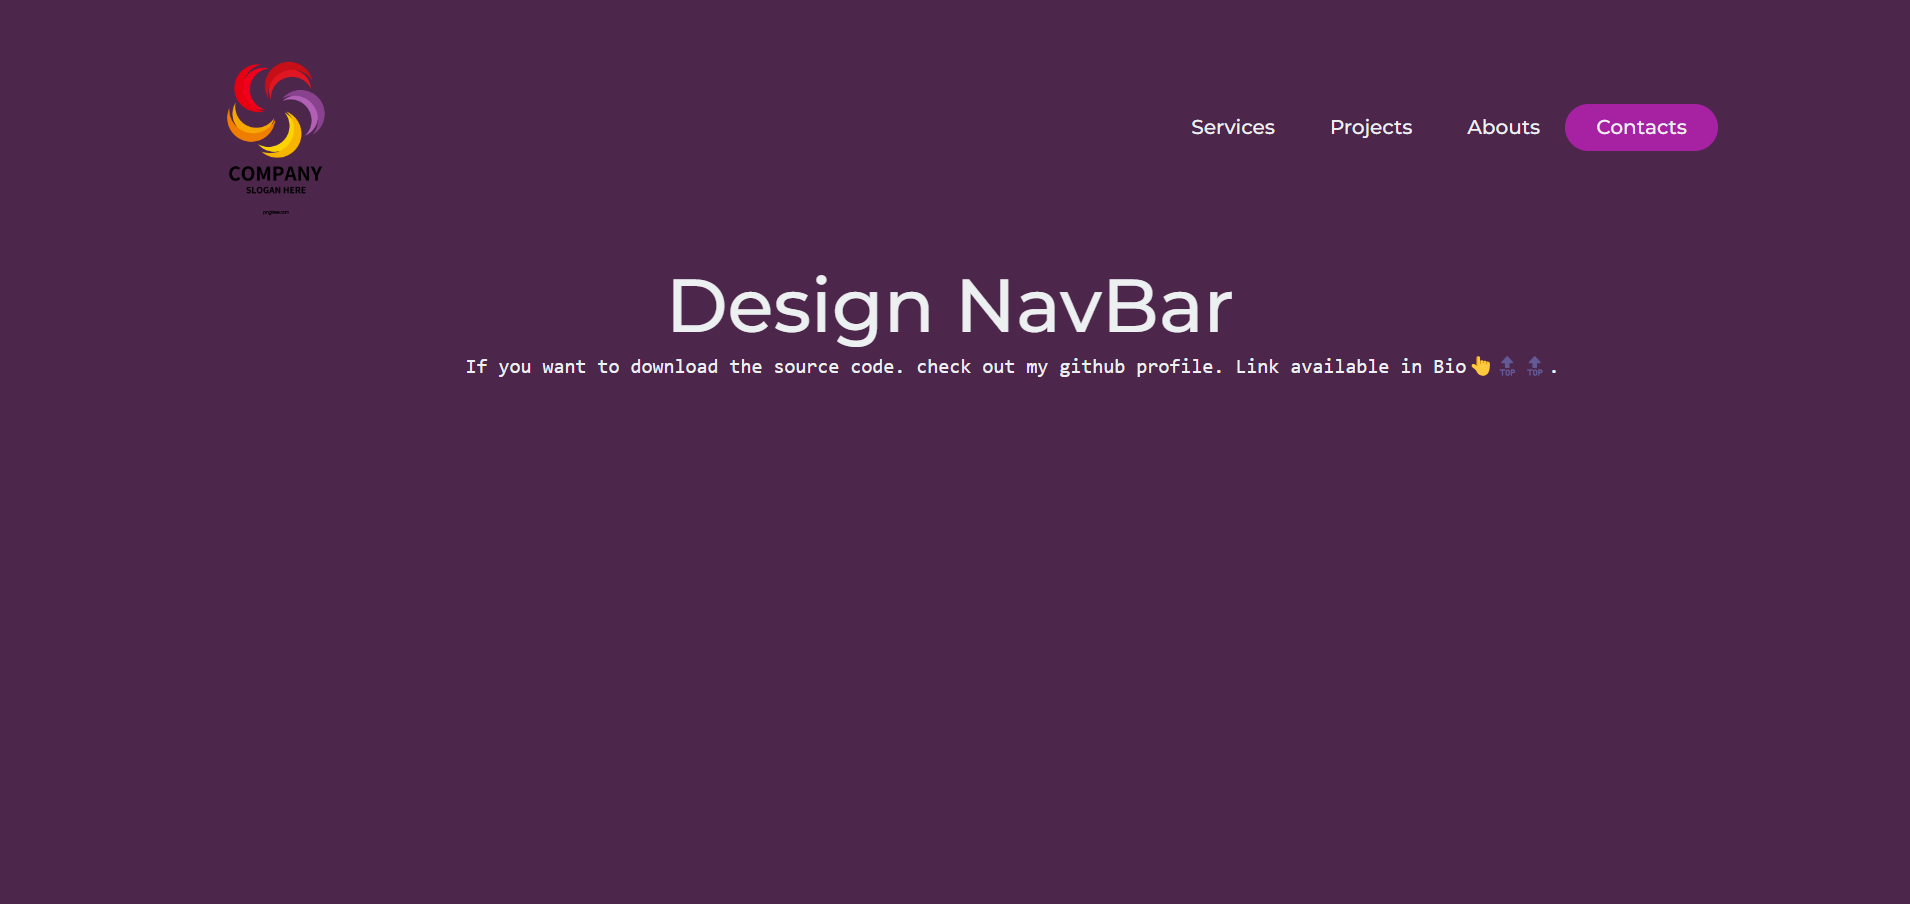 COMPANY
SLOGAN HERE
Services Projects Abouts Contacts
Design NavBar
If you want to download the source code. check out my github profile. Link available in Bio👆🔝🔝.